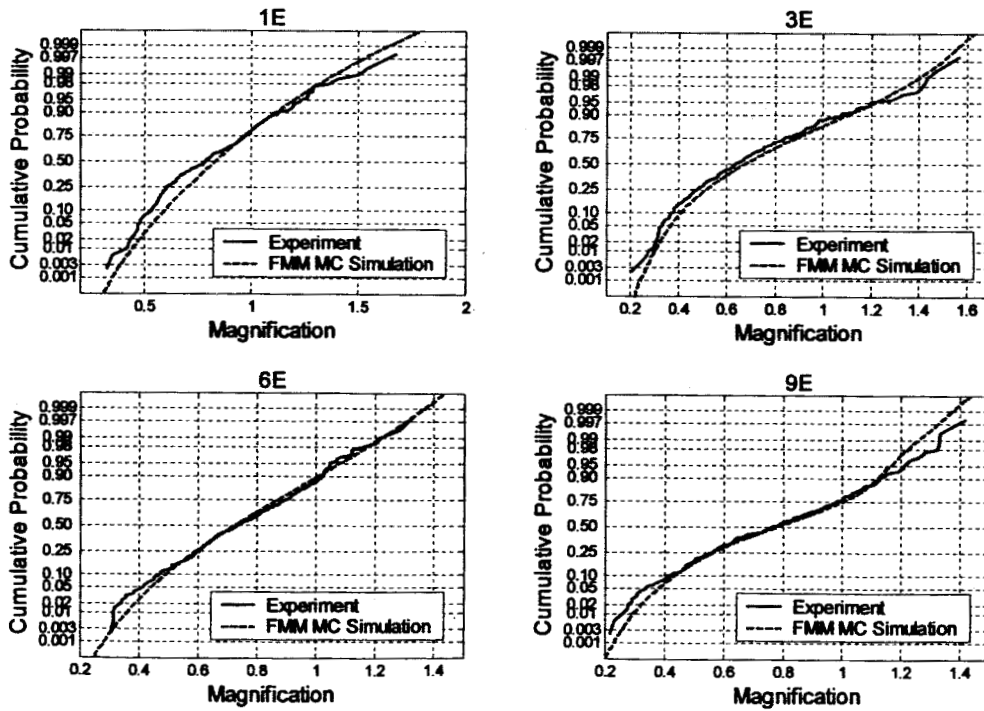 1E
Cumulative Probability
0.999
0.997
0.99
0.98
0.95
0.90
0.75
0.50
0.25
0.10
0.05
0.02
0.01
0.003
0.001
Experiment
FMM MC Simulation
0.5 1 1.5 2
Magnification
3E
Cumulative Probability
0.999
0.997
0.99
0.98
0.95
0.90
0.75
0.50
0.25
0.10
0.05
0.02
0.01
0.003
0.001
Experiment
FMM MC Simulation
0.2 0.4 0.6 0.8 1 1.2 1.4 1.6
Magnification
6E
Cumulative Probability
0.999
0.997
0.99
0.98
0.95
0.90
0.75
0.50
0.25
0.10
0.05
0.02
0.01
0.003
0.001
Experiment
FMM MC Simulation
0.2 0.4 0.6 0.8 1 1.2 1.4
Magnification
9E
Cumulative Probability
0.999
0.997
0.99
0.98
0.95
0.90
0.75
0.50
0.25
0.10
0.05
0.02
0.01
0.003
0.001
Experiment
FMM MC Simulation
0.2 0.4 0.6 0.8 1 1.2 1.4
Magnification